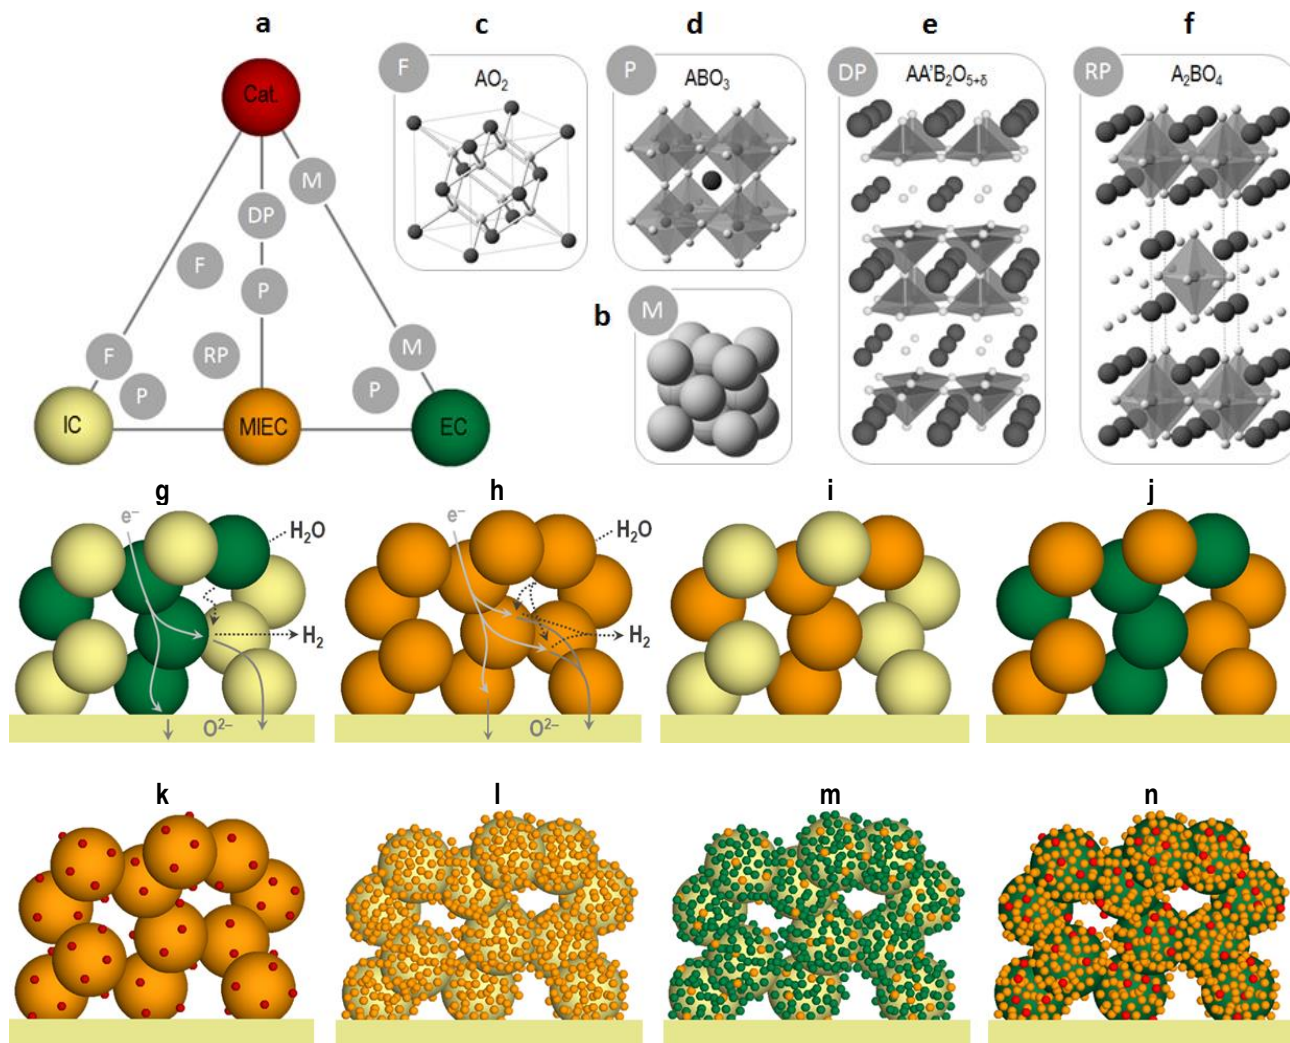 a
c
d
e
f
F
AO₂
P
ABO₃
DP
AA'B₂O₅₊δ
RP
A₂BO₄
Cat.
M
DP
F
P
b
M
F
RP
M
P
P
IC
MIEC
EC
g
h
i
j
e⁻
H₂O
e⁻
H₂O
H₂
H₂
O²⁻
O²⁻
k
l
m
n